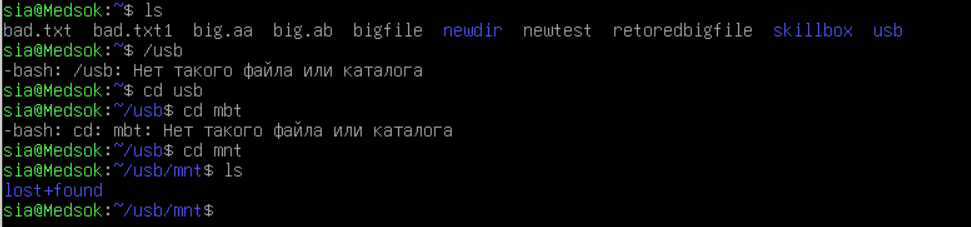 sia@Medsok:~$ ls
bad.txt bad.txt1 big.aa big.ab bigfile newdir newtest retoredbigfile skillbox usb
sia@Medsok:~$ /usb
-bash: /usb: Нет такого файла или каталога
sia@Medsok:~$ cd usb
sia@Medsok:~/usb$ cd mbt
-bash: cd: mbt: Нет такого файла или каталога
sia@Medsok:~/usb$ cd mnt
sia@Medsok:~/usb/mnt$ ls
lost+found
sia@Medsok:~/usb/mnt$